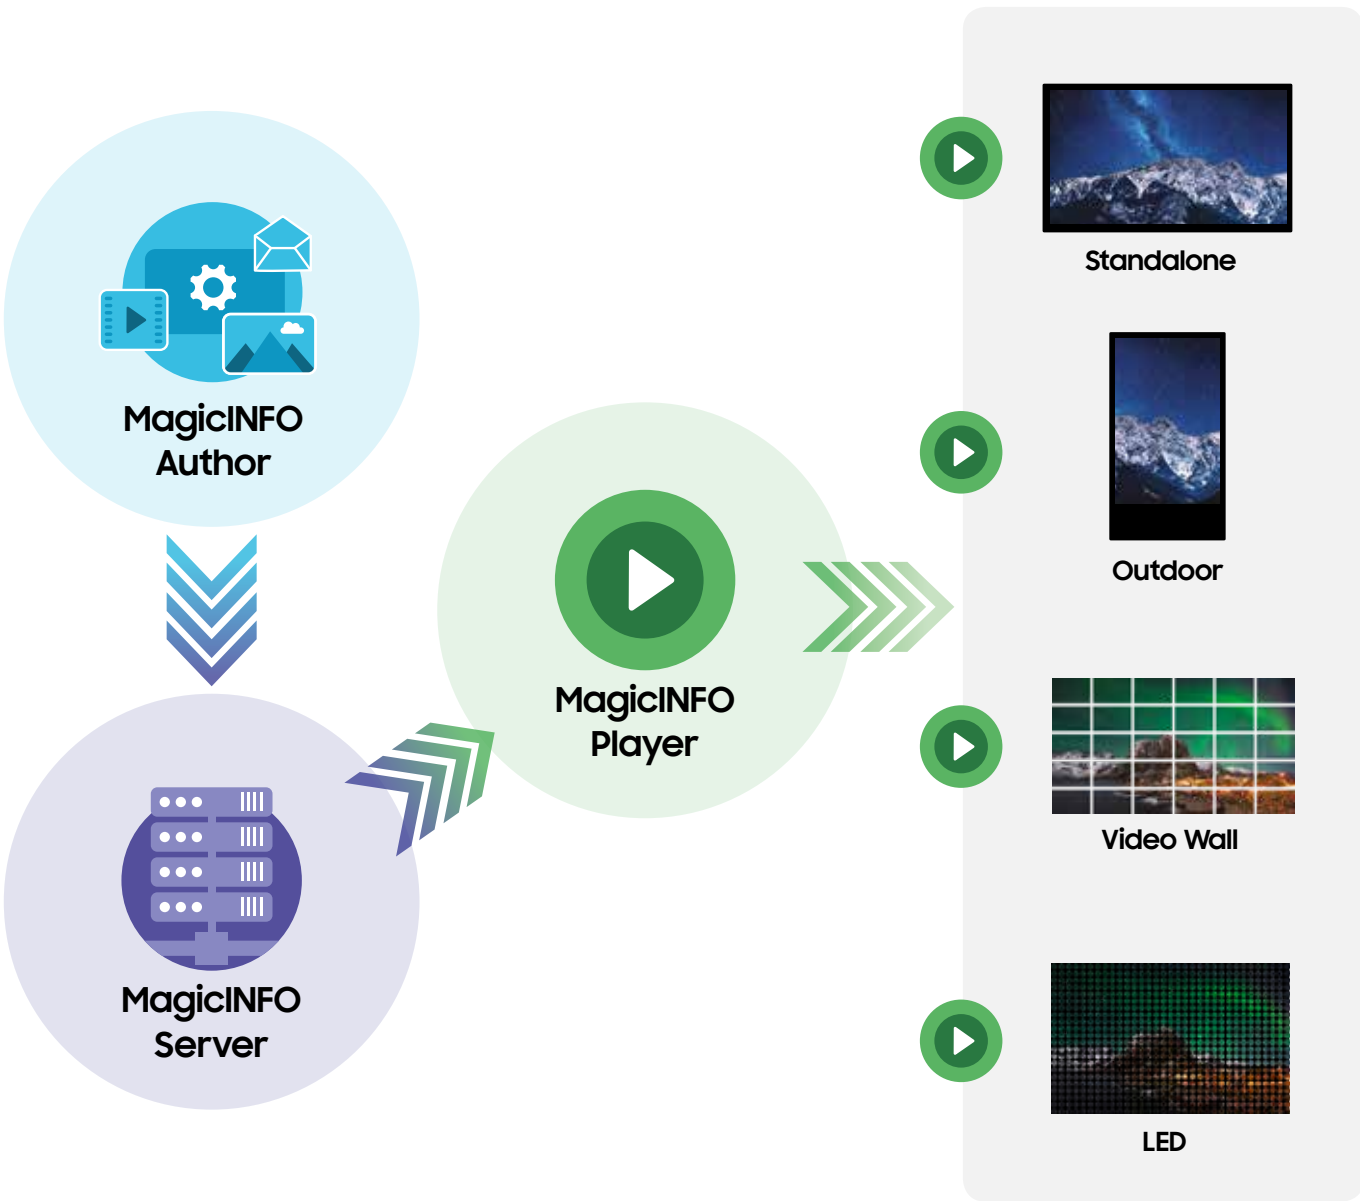 MagicINFO
Author
MagicINFO
Server
MagicINFO
Player
Standalone
Outdoor
Video Wall
LED